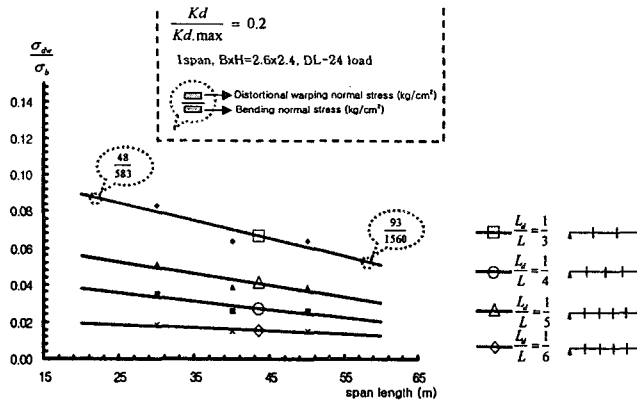 Kd
Kd.max
= 0.2
1span, BxH=2.6x2.4, DL-24 load
Distortional warping normal stress (kg/cm²)
Bending normal stress (kg/cm²)
σdw
σb
0.14
0.12
0.10
0.08
0.06
0.04
0.02
0.00
48
583
93
1560
15 25 35 45 55 65
span length (m)
Ld/L = 1/3
Ld/L = 1/4
Ld/L = 1/5
Ld/L = 1/6